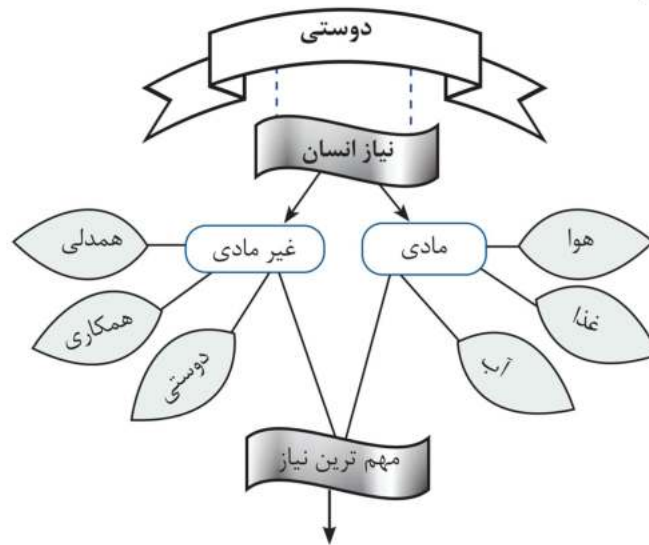 دوستی
نیاز انسان
مادی
غیر مادی
هوا
غذا
آب
همدلی
همکاری
دوستی
مهم ترین نیاز